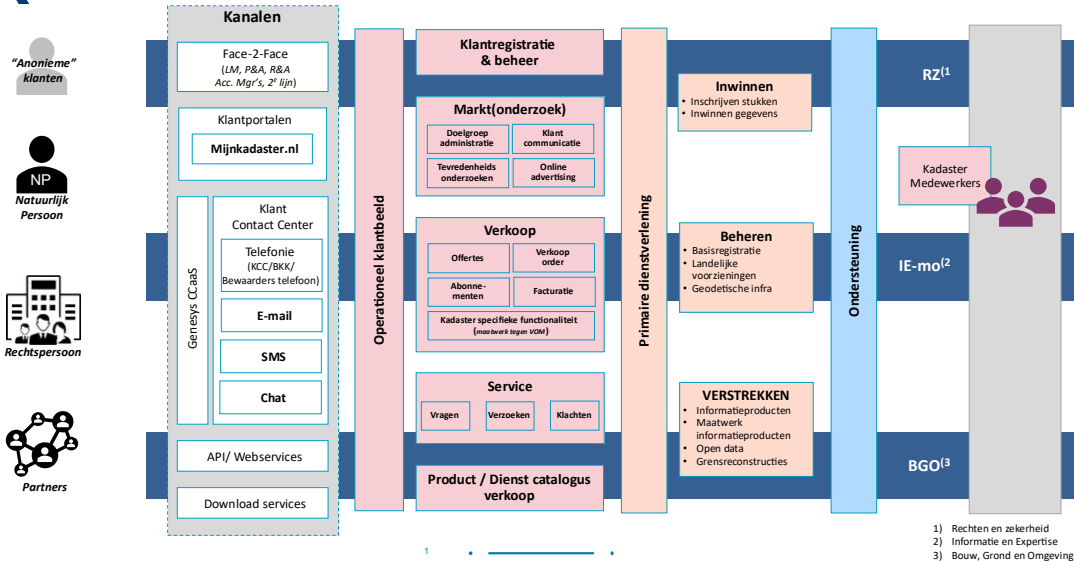 "Anonieme"
klanten
NP
Natuurlijk
Persoon
Rechtspersoon
Partners
Kanalen
Face-2-Face
(LM, P&A, R&A
Acc. Mgr's, 2e lijn)
Klantportalen
Mijnkadaster.nl
Genesys CCaaS
Klant
Contact Center
Telefonie
(KCC/BKK/
Bewaarders telefoon)
E-mail
SMS
Chat
API/ Webservices
Download services
Operationeel klantbeeld
Klantregistratie
& beheer
Markt(onderzoek)
Doelgroep
administratie
Klant
communicatie
Tevredenheids
onderzoeken
Online
advertising
Verkoop
Offertes
Verkoop
order
Abonne-
menten
Facturatie
Kadaster specifieke functionaliteit
(maatwerk tegen VOM)
Service
Vragen
Verzoeken
Klachten
Product / Dienst catalogus
verkoop
Primaire dienstverlening
Inwinnen
• Inschrijven stukken
• Inwinnen gegevens
Beheren
• Basisregistratie
• Landelijke
voorzieningen
• Geodetische infra
VERSTREKKEN
• Informatieproducten
• Maatwerk
informatieproducten
• Open data
• Grensreconstructies
Ondersteuning
RZ(1
Kadaster
Medewerkers
IE-mo(2
BGO(3
1) Rechten en zekerheid
2) Informatie en Expertise
3) Bouw, Grond en Omgeving
1